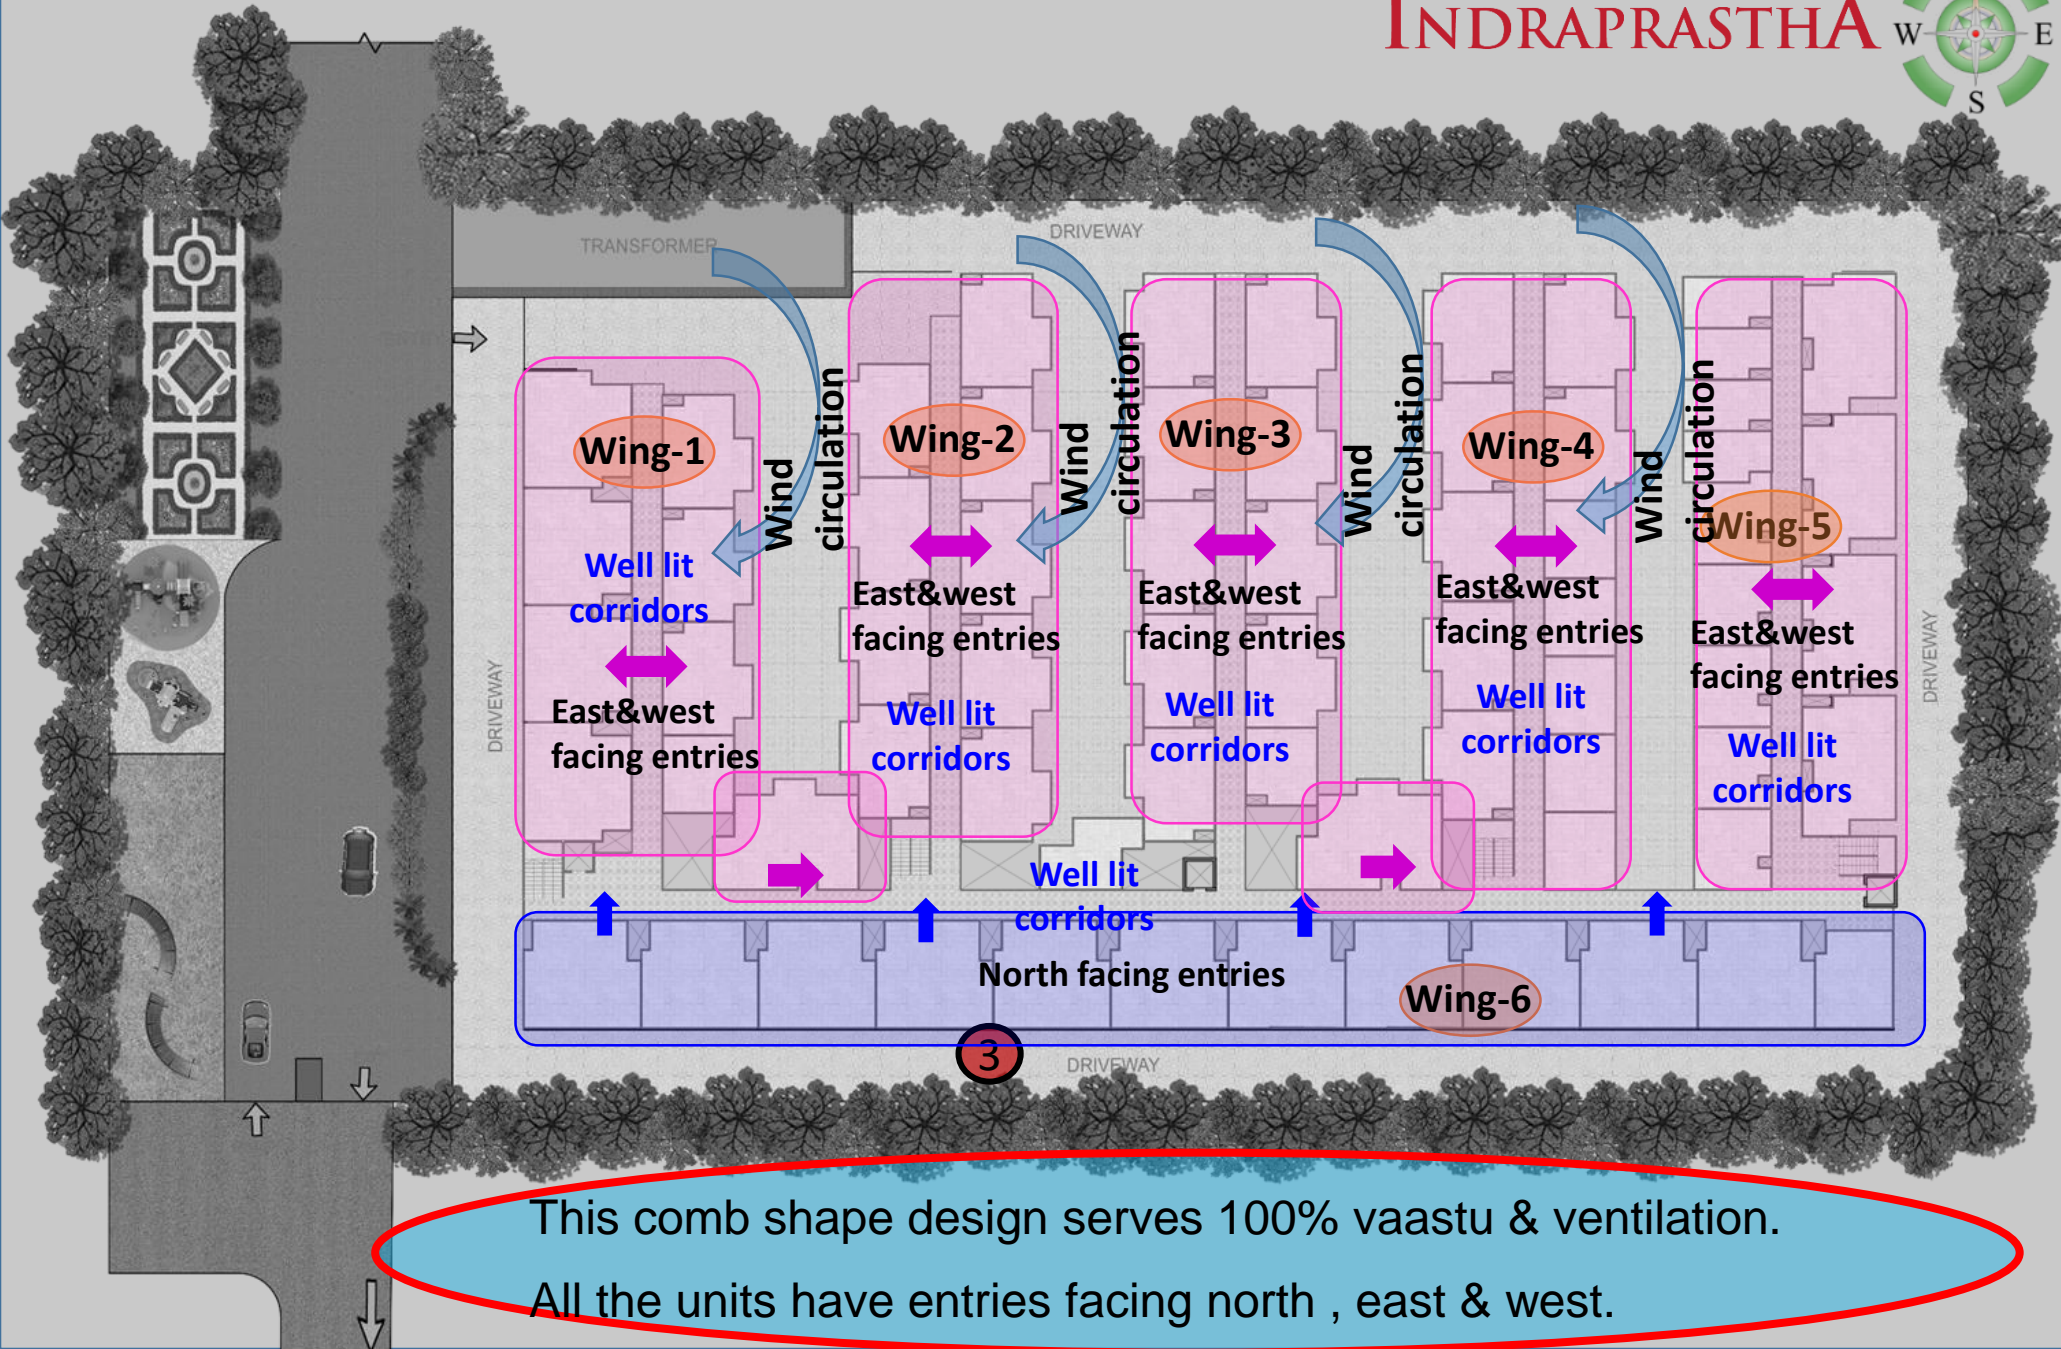 INDRAPRASTHA
W
E
S
TRANSFORMER
DRIVEWAY
ENTRY
Wind
circulation
Wind
circulation
Wind
circulation
Wind
circulation
Wing-1
Wing-2
Wing-3
Wing-4
Wing-5
Well lit
corridors
East&west
facing entries
East&west
facing entries
Well lit
corridors
East&west
facing entries
Well lit
corridors
East&west
facing entries
Well lit
corridors
East&west
facing entries
Well lit
corridors
DRIVEWAY
DRIVEWAY
Well lit
corridors
North facing entries
Wing-6
3
DRIVEWAY
This comb shape design serves 100% vaastu & ventilation.
All the units have entries facing north , east & west.